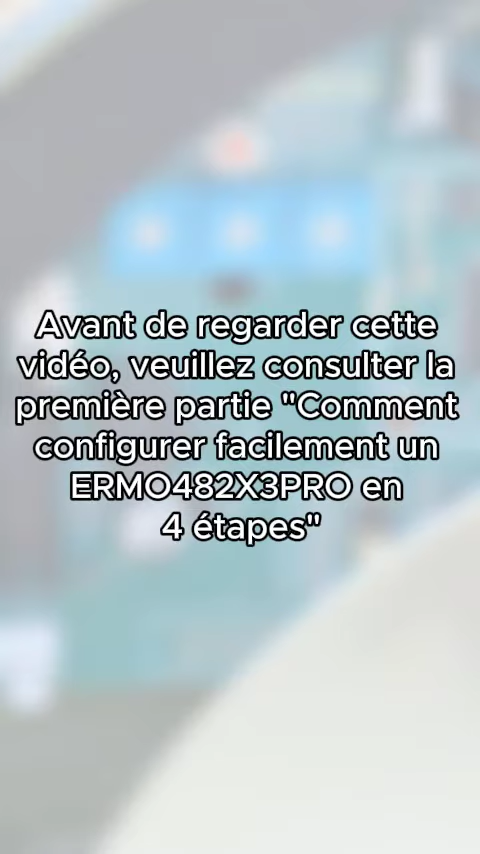 Avant de regarder cette
vidéo, veuillez consulter la
première partie "Comment
configurer facilement un
ERMO482X3PRO en
4 étapes"